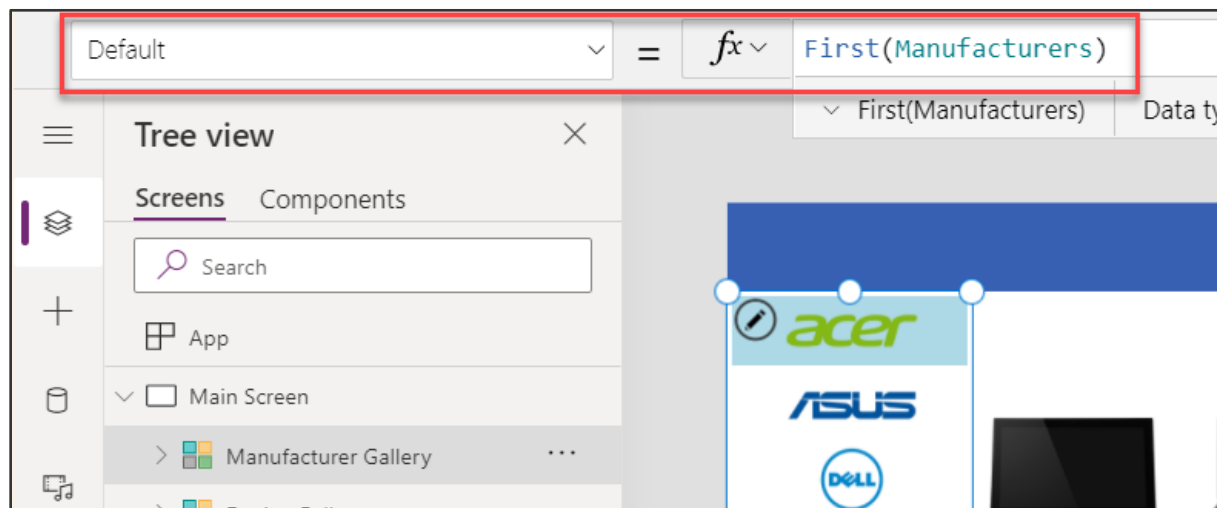 Default = fx First(Manufacturers)
First(Manufacturers) Data ty
Tree view
Screens Components
Search
App
Main Screen
Manufacturer Gallery ...
acer
ASUS
DELL